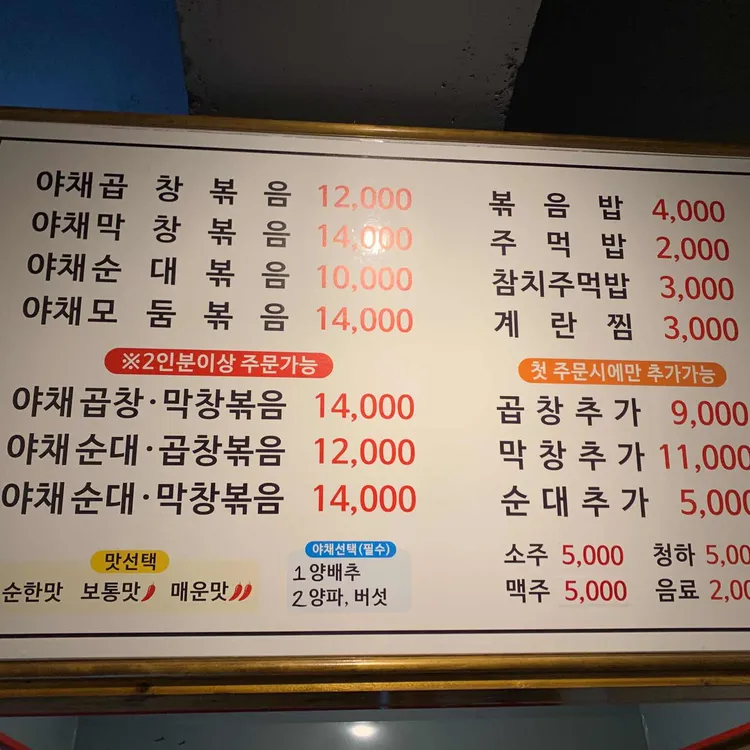 야채곱창볶음 12,000
야채막창볶음 14,000
야채순대볶음 10,000
야채모둠볶음 14,000
※2인분이상 주문가능
야채곱창·막창볶음 14,000
야채순대·곱창볶음 12,000
야채순대·막창볶음 14,000
맛선택
순한맛 보통맛 매운맛
야채선택(필수)
1 양배추
2 양파, 버섯
볶음밥 4,000
주먹밥 2,000
참치주먹밥 3,000
계란찜 3,000
첫 주문시에만 추가가능
곱창추가 9,000
막창추가 11,000
순대추가 5,000
소주 5,000 청하
맥주 5,000 음료